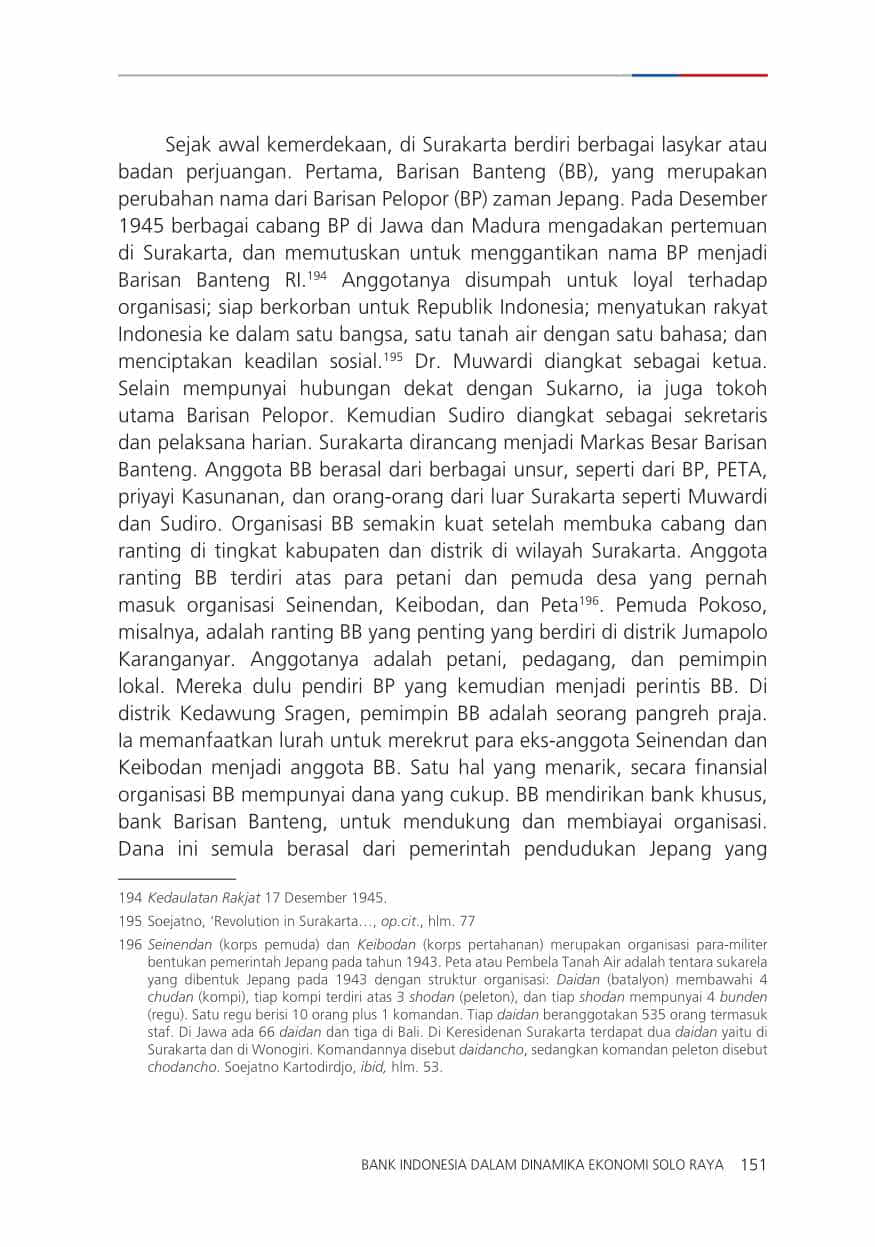 Sejak awal kemerdekaan, di Surakarta berdiri berbagai lasykar atau
badan perjuangan. Pertama, Barisan Banteng (BB), yang merupakan
perubahan nama dari Barisan Pelopor (BP) zaman Jepang. Pada Desember
1945 berbagai cabang BP di Jawa dan Madura mengadakan pertemuan
di Surakarta, dan memutuskan untuk menggantikan nama BP menjadi
Barisan Banteng RI.194 Anggotanya disumpah untuk loyal terhadap
organisasi; siap berkorban untuk Republik Indonesia; menyatukan rakyat
Indonesia ke dalam satu bangsa, satu tanah air dengan satu bahasa; dan
menciptakan keadilan sosial.195 Dr. Muwardi diangkat sebagai ketua.
Selain mempunyai hubungan dekat dengan Sukarno, ia juga tokoh
utama Barisan Pelopor. Kemudian Sudiro diangkat sebagai sekretaris
dan pelaksana harian. Surakarta dirancang menjadi Markas Besar Barisan
Banteng. Anggota BB berasal dari berbagai unsur, seperti dari BP, PETA,
priyayi Kasunanan, dan orang-orang dari luar Surakarta seperti Muwardi
dan Sudiro. Organisasi BB semakin kuat setelah membuka cabang dan
ranting di tingkat kabupaten dan distrik di wilayah Surakarta. Anggota
ranting BB terdiri atas para petani dan pemuda desa yang pernah
masuk organisasi Seinendan, Keibodan, dan Peta196. Pemuda Pokoso,
misalnya, adalah ranting BB yang penting yang berdiri di distrik Jumapolo
Karanganyar. Anggotanya adalah petani, pedagang, dan pemimpin
lokal. Mereka dulu pendiri BP yang kemudian menjadi perintis BB. Di
distrik Kedawung Sragen, pemimpin BB adalah seorang pangreh praja.
Ia memanfaatkan lurah untuk merekrut para eks-anggota Seinendan dan
Keibodan menjadi anggota BB. Satu hal yang menarik, secara finansial
organisasi BB mempunyai dana yang cukup. BB mendirikan bank khusus,
bank Barisan Banteng, untuk mendukung dan membiayai organisasi.
Dana ini semula berasal dari pemerintah pendudukan Jepang yang
194 Kedaulatan Rakjat 17 Desember 1945.
195 Soejatno, ‘Revolution in Surakarta…, op.cit., hlm. 77
196 Seinendan (korps pemuda) dan Keibodan (korps pertahanan) merupakan organisasi para-militer
bentukan pemerintah Jepang pada tahun 1943. Peta atau Pembela Tanah Air adalah tentara sukarela
yang dibentuk Jepang pada 1943 dengan struktur organisasi: Daidan (batalyon) membawahi 4
chudan (kompi), tiap kompi terdiri atas 3 shodan (peleton), dan tiap shodan mempunyai 4 bunden
(regu). Satu regu berisi 10 orang plus 1 komandan. Tiap daidan beranggotakan 535 orang termasuk
staf. Di Jawa ada 66 daidan dan tiga di Bali. Di Keresidenan Surakarta terdapat dua daidan yaitu di
Surakarta dan di Wonogiri. Komandannya disebut daidancho, sedangkan komandan peleton disebut
chodancho. Soejatno Kartodirdjo, ibid, hlm. 53.
BANK INDONESIA DALAM DINAMIKA EKONOMI SOLO RAYA 151